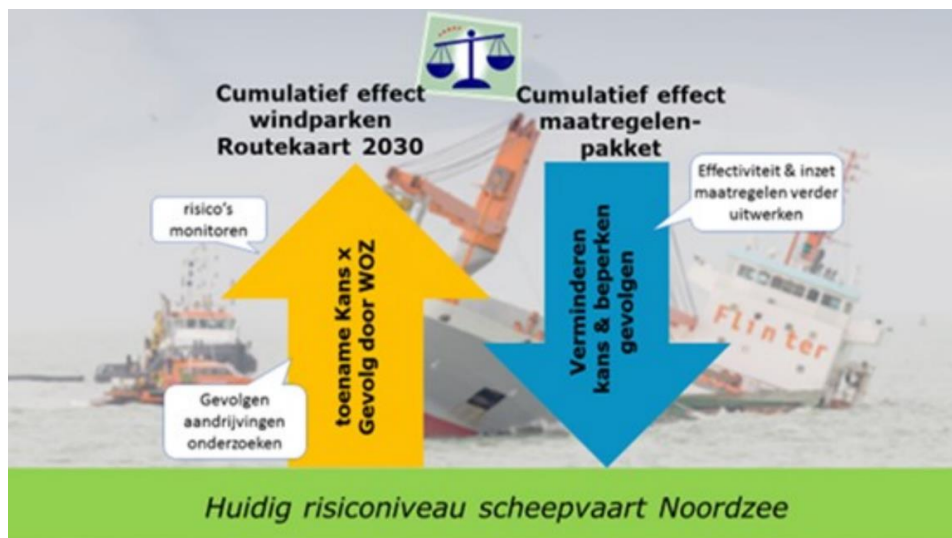 Cumulatief effect
windparken
Routekaart 2030
Cumulatief effect
maatregelen-
pakket
Effectiviteit & inzet
maatregelen verder
uitwerken
risico's
monitoren
toename Kans x
Gevolg door WOZ
Verminderen
kans & beperken
gevolgen
Flinter
Gevolgen
aandrijvingen
onderzoeken
Huidig risiconiveau scheepvaart Noordzee